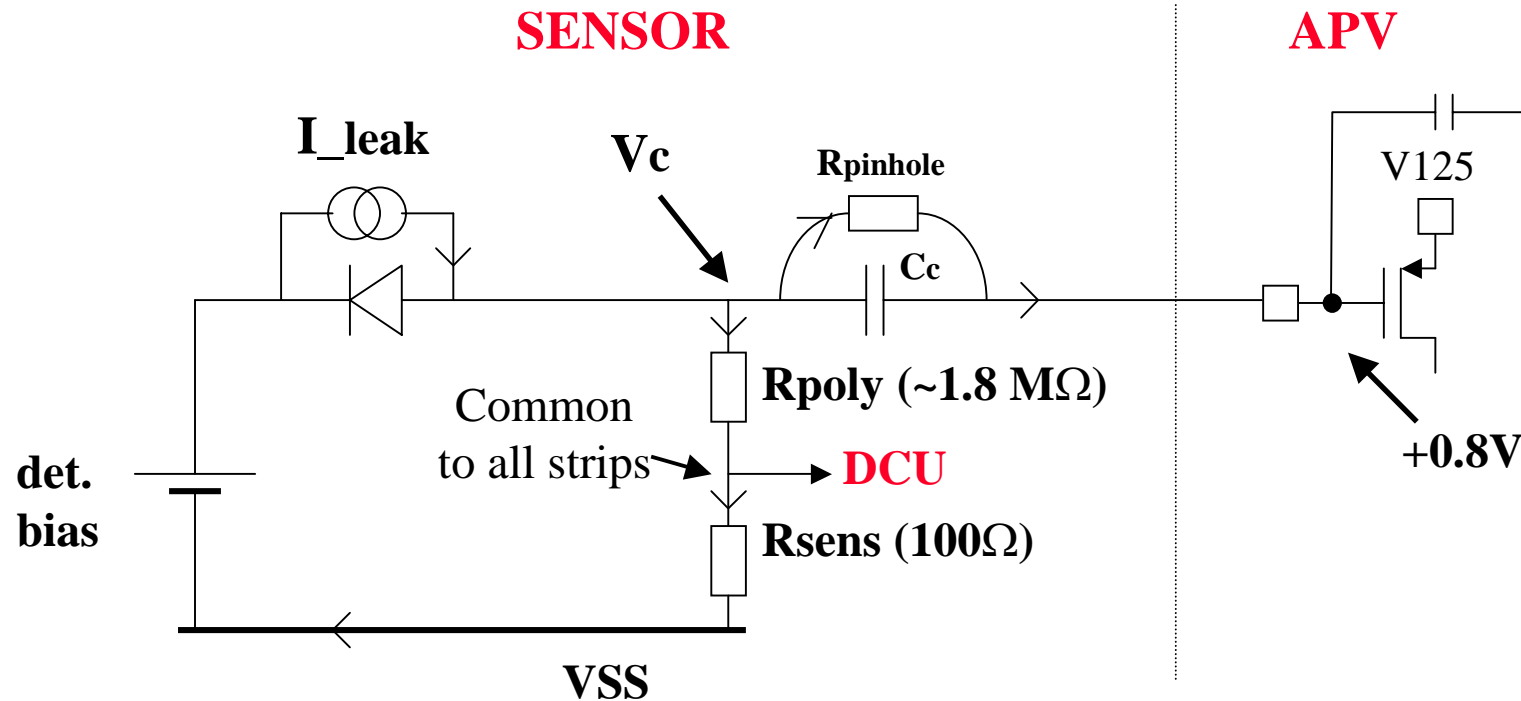 SENSOR
APV
I_leak
Vc
Rpinhole
V125
Cc
Rpoly (~1.8 MΩ)
Common
to all strips
DCU
+0.8V
det.
bias
Rsens (100Ω)
VSS